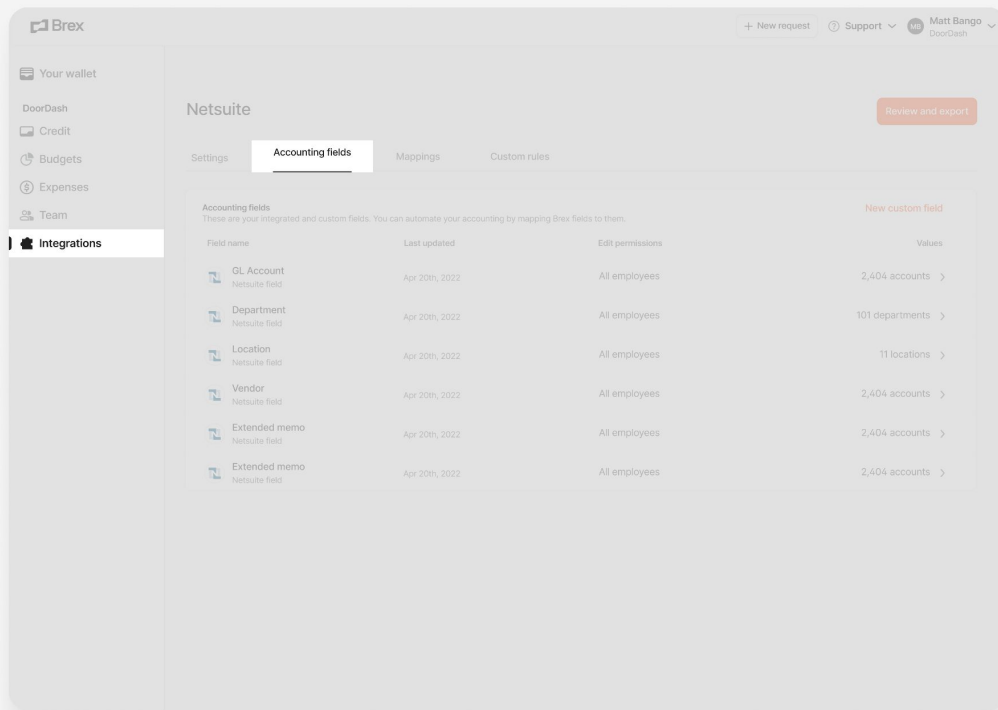 Brex
+ New request
Support
MB
Matt Bango
DoorDash
Your wallet
DoorDash
Credit
Budgets
Expenses
Team
Integrations
Netsuite
Review and export
Settings
Accounting fields
Mappings
Custom rules
Accounting fields
New custom field
These are your integrated and custom fields. You can automate your accounting by mapping Brex fields to them.
Field name Last updated Edit permissions Values
GL Account
Netsuite field
Apr 20th, 2022
All employees
2,404 accounts
Department
Netsuite field
Apr 20th, 2022
All employees
101 departments
Location
Netsuite field
Apr 20th, 2022
All employees
11 locations
Vendor
Netsuite field
Apr 20th, 2022
All employees
2,404 accounts
Extended memo
Netsuite field
Apr 20th, 2022
All employees
2,404 accounts
Extended memo
Netsuite field
Apr 20th, 2022
All employees
2,404 accounts